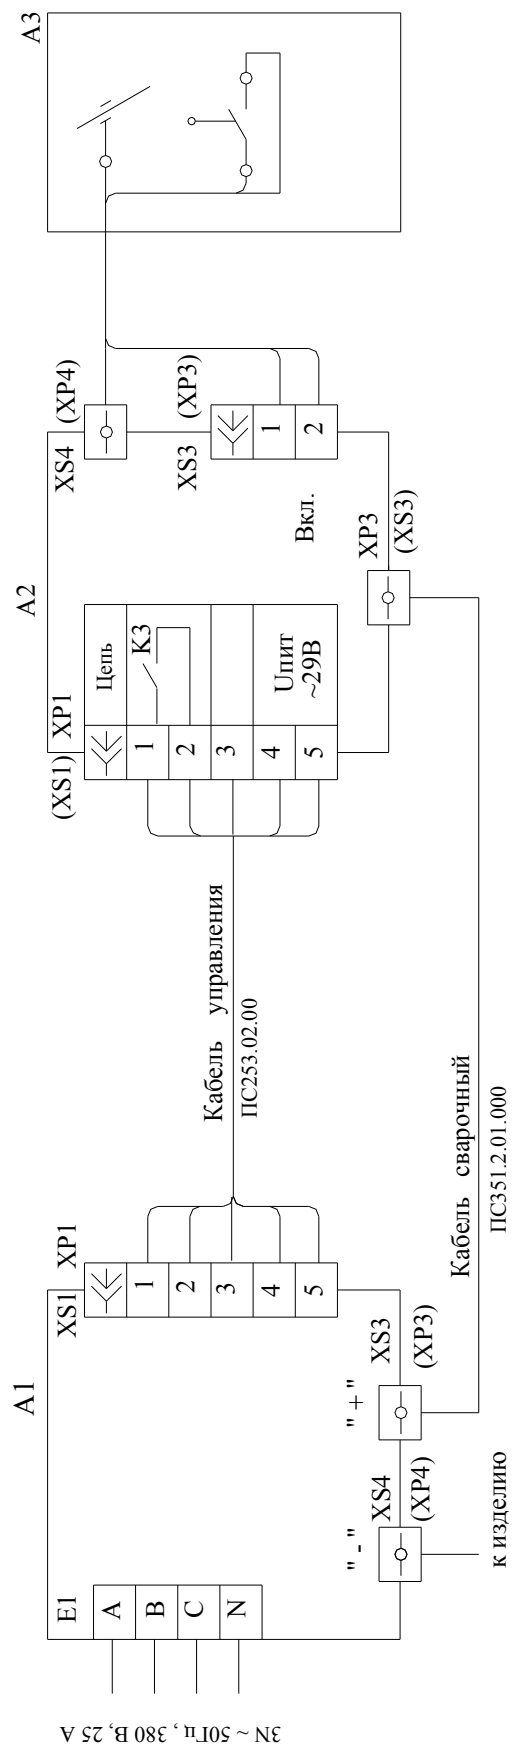 3N ~ 50Гц , 380 В, 25 А
A1
E1
A
B
C
N
XS1
XP1
1
2
3
4
5
" - "
XS4
(XP4)
к изделию
" + "
XS3
(XP3)
Кабель управления
ПС253.02.00
Кабель сварочный
ПС351.2.01.000
A2
(XS1)
XP1
Цепь
1
2
3
4
5
К3
Uпит
~29В
Вкл.
XP3
(XS3)
XS4
(XP4)
XS3
(XP3)
1
2
A3